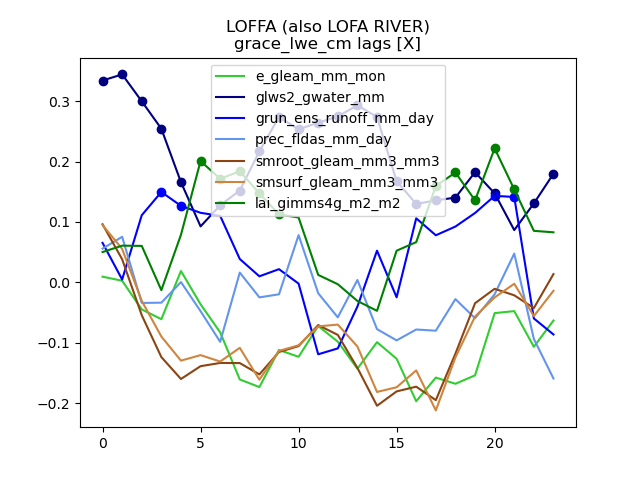 LOFFA (also LOFA RIVER)
grace_lwe_cm lags [X]
e_gleam_mm_mon
glws2_gwater_mm
grun_ens_runoff_mm_day
prec_fldas_mm_day
smroot_gleam_mm3_mm3
smsurf_gleam_mm3_mm3
lai_gimms4g_m2_m2
0.3
0.2
0.1
0.0
−0.1
−0.2
0
5
10
15
20